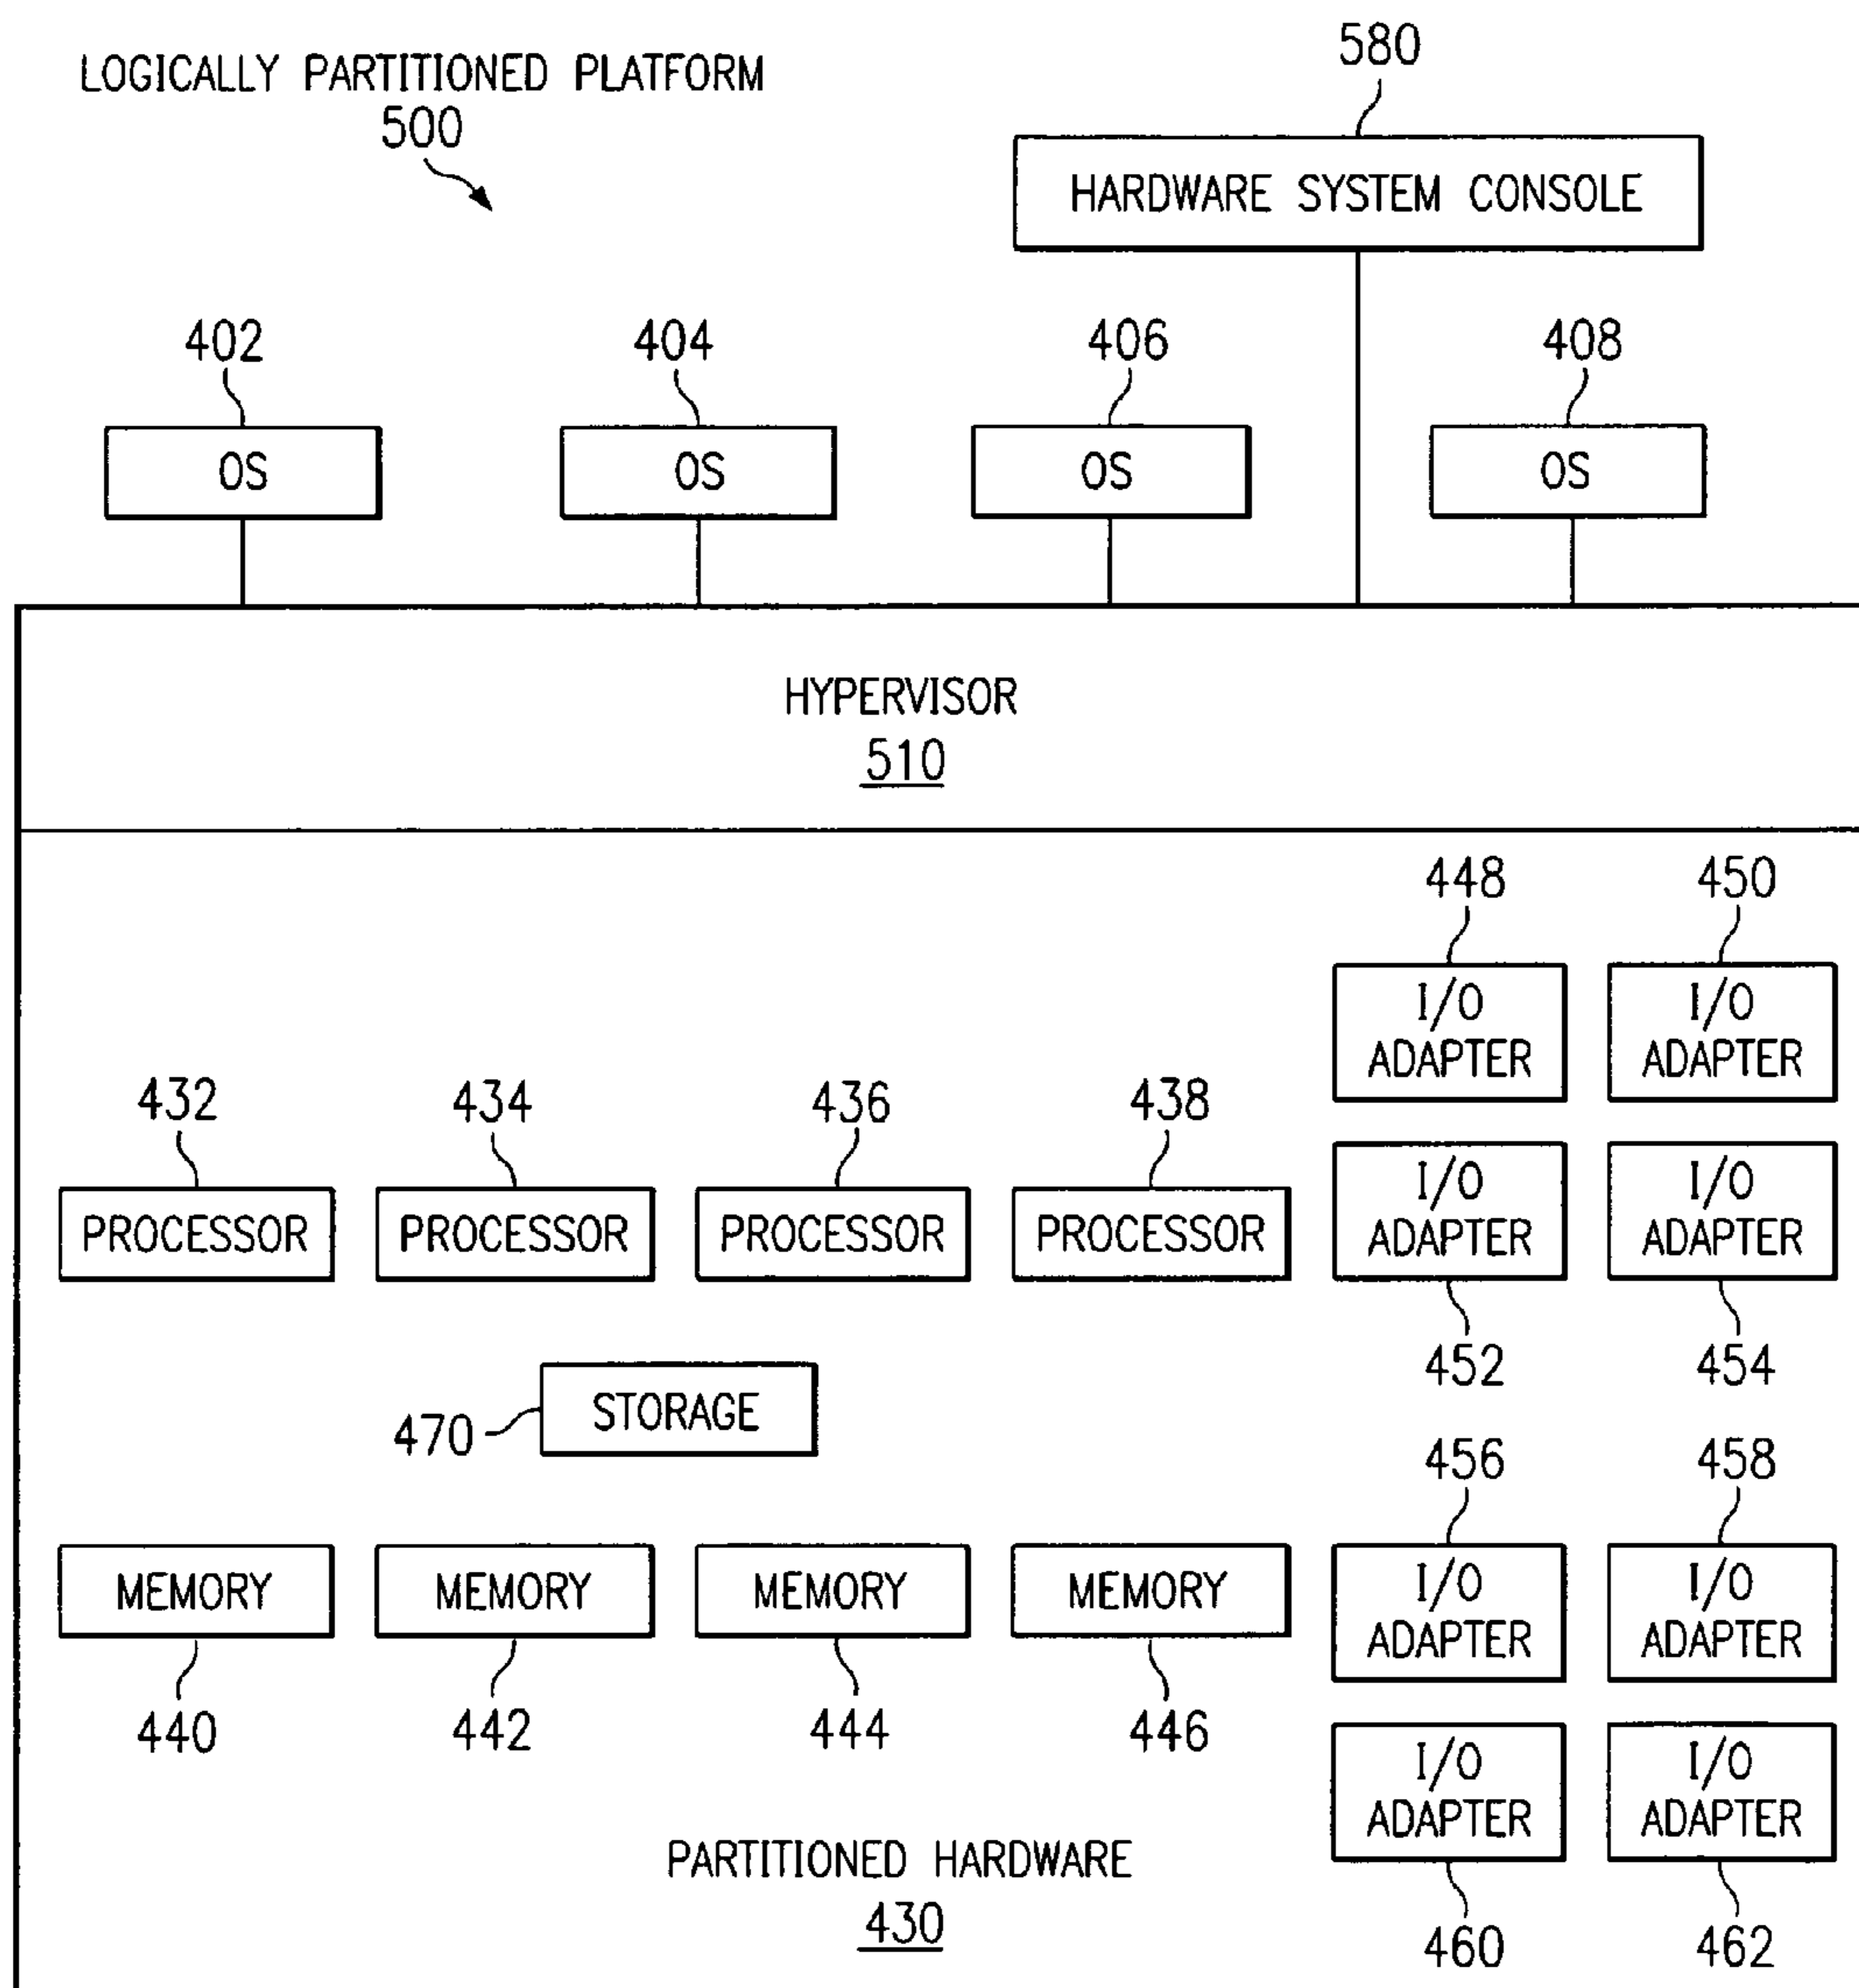 580
LOGICALLY PARTITIONED PLATFORM
500
HARDWARE SYSTEM CONSOLE
402
404
406
408
OS
OS
OS
OS
HYPERVISOR
510
448
450
I/O
ADAPTER
I/O
ADAPTER
432
434
436
438
PROCESSOR
PROCESSOR
PROCESSOR
PROCESSOR
I/O
ADAPTER
I/O
ADAPTER
452
454
470
STORAGE
456
458
MEMORY
MEMORY
MEMORY
MEMORY
I/O
ADAPTER
I/O
ADAPTER
440
442
444
446
I/O
ADAPTER
I/O
ADAPTER
PARTITIONED HARDWARE
430
460
462